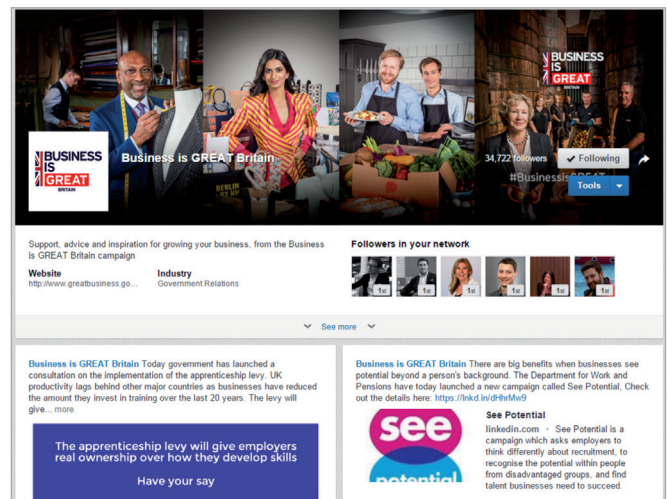 BUSINESS
IS
GREAT
BRITAIN
BUSINESS
IS
GREAT
BRITAIN
Business is GREAT Britain
BERLIN
BY NI
34,722 followers
Following
#Businessis
Tools
Support, advice and inspiration for growing your business, from the Business
is GREAT Britain campaign
Website
http://www.greatbusiness.go...
Industry
Government Relations
Followers in your network
1st
1st
1st
1st
1st
1st
See more
Business is GREAT Britain Today government has launched a
consultation on the implementation of the apprenticeship levy. UK
productivity lags behind other major countries as businesses have reduced
the amount they invest in training over the last 20 years. The levy will
give... more
The apprenticeship levy will give employers
real ownership over how they develop skills
Have your say
Business is GREAT Britain There are big benefits when businesses see
potential beyond a person's background. The Department for Work and
Pensions have today launched a new campaign called See Potential, Check
out the details here: https://lnkd.in/dHhrMw9
see
potential
See Potential
linkedin.com · See Potential is a
campaign which asks employers to
think differently about recruitment, to
recognise the potential within people
from disadvantaged groups, and find
talent businesses need to succeed.